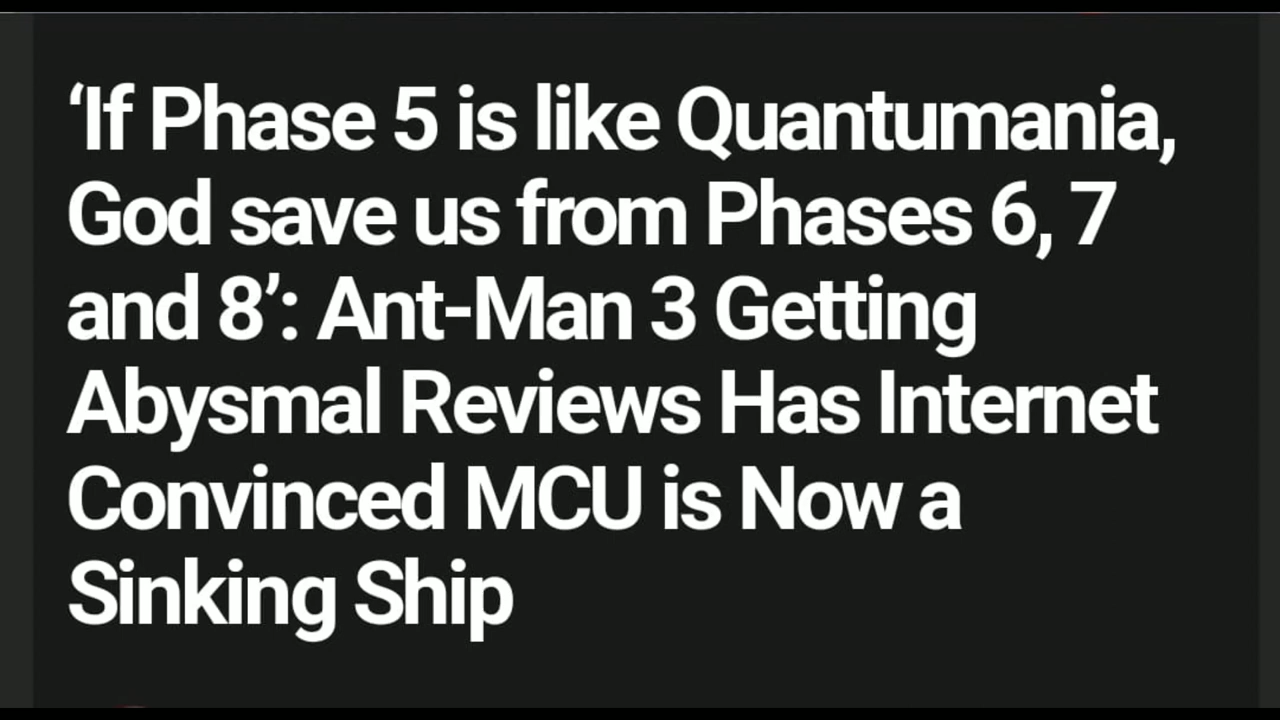 ‘If Phase 5 is like Quantumania,
God save us from Phases 6, 7
and 8’: Ant-Man 3 Getting
Abysmal Reviews Has Internet
Convinced MCU is Now a
Sinking Ship